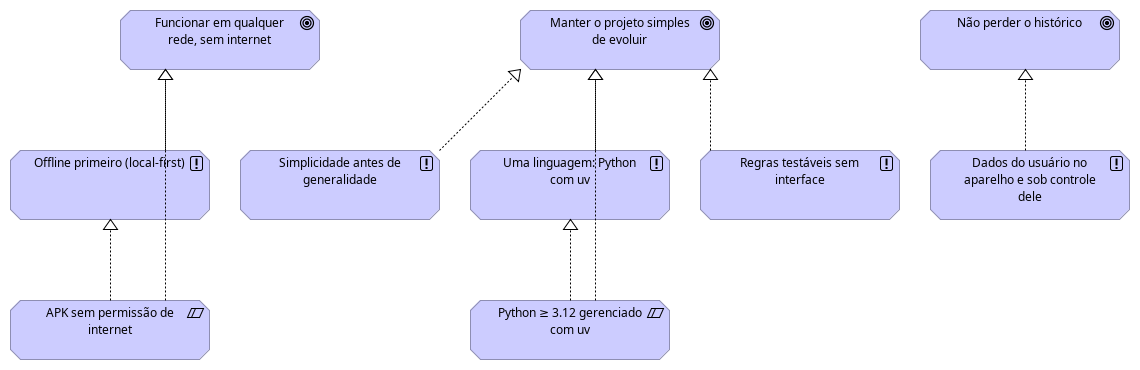 Funcionar em qualquer
rede, sem internet
Manter o projeto simples
de evoluir
Não perder o histórico
Offline primeiro (local-first)
Simplicidade antes de
generalidade
Uma linguagem: Python
com uv
Regras testáveis sem
interface
Dados do usuário no
aparelho e sob controle
dele
APK sem permissão de
internet
Python ≥ 3.12 gerenciado
com uv